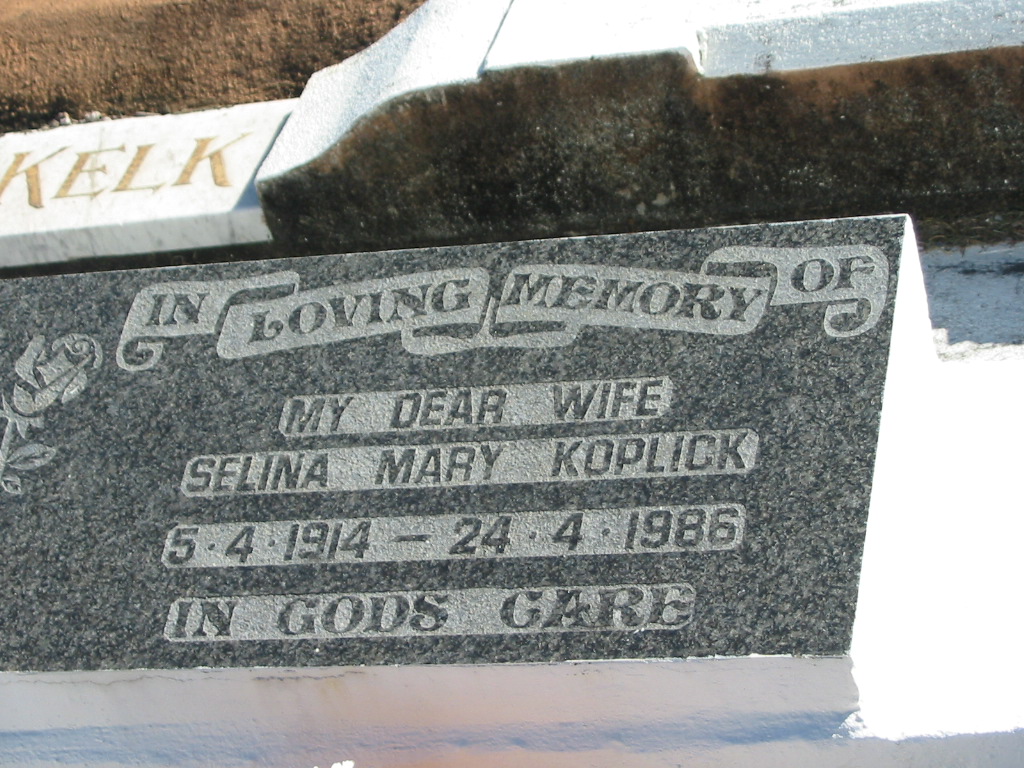 KELK
IN LOVING MEMORY OF
MY DEAR WIFE
SELINA MARY KOPLICK
5·4·1914 – 24·4·1986
IN GODS CARE